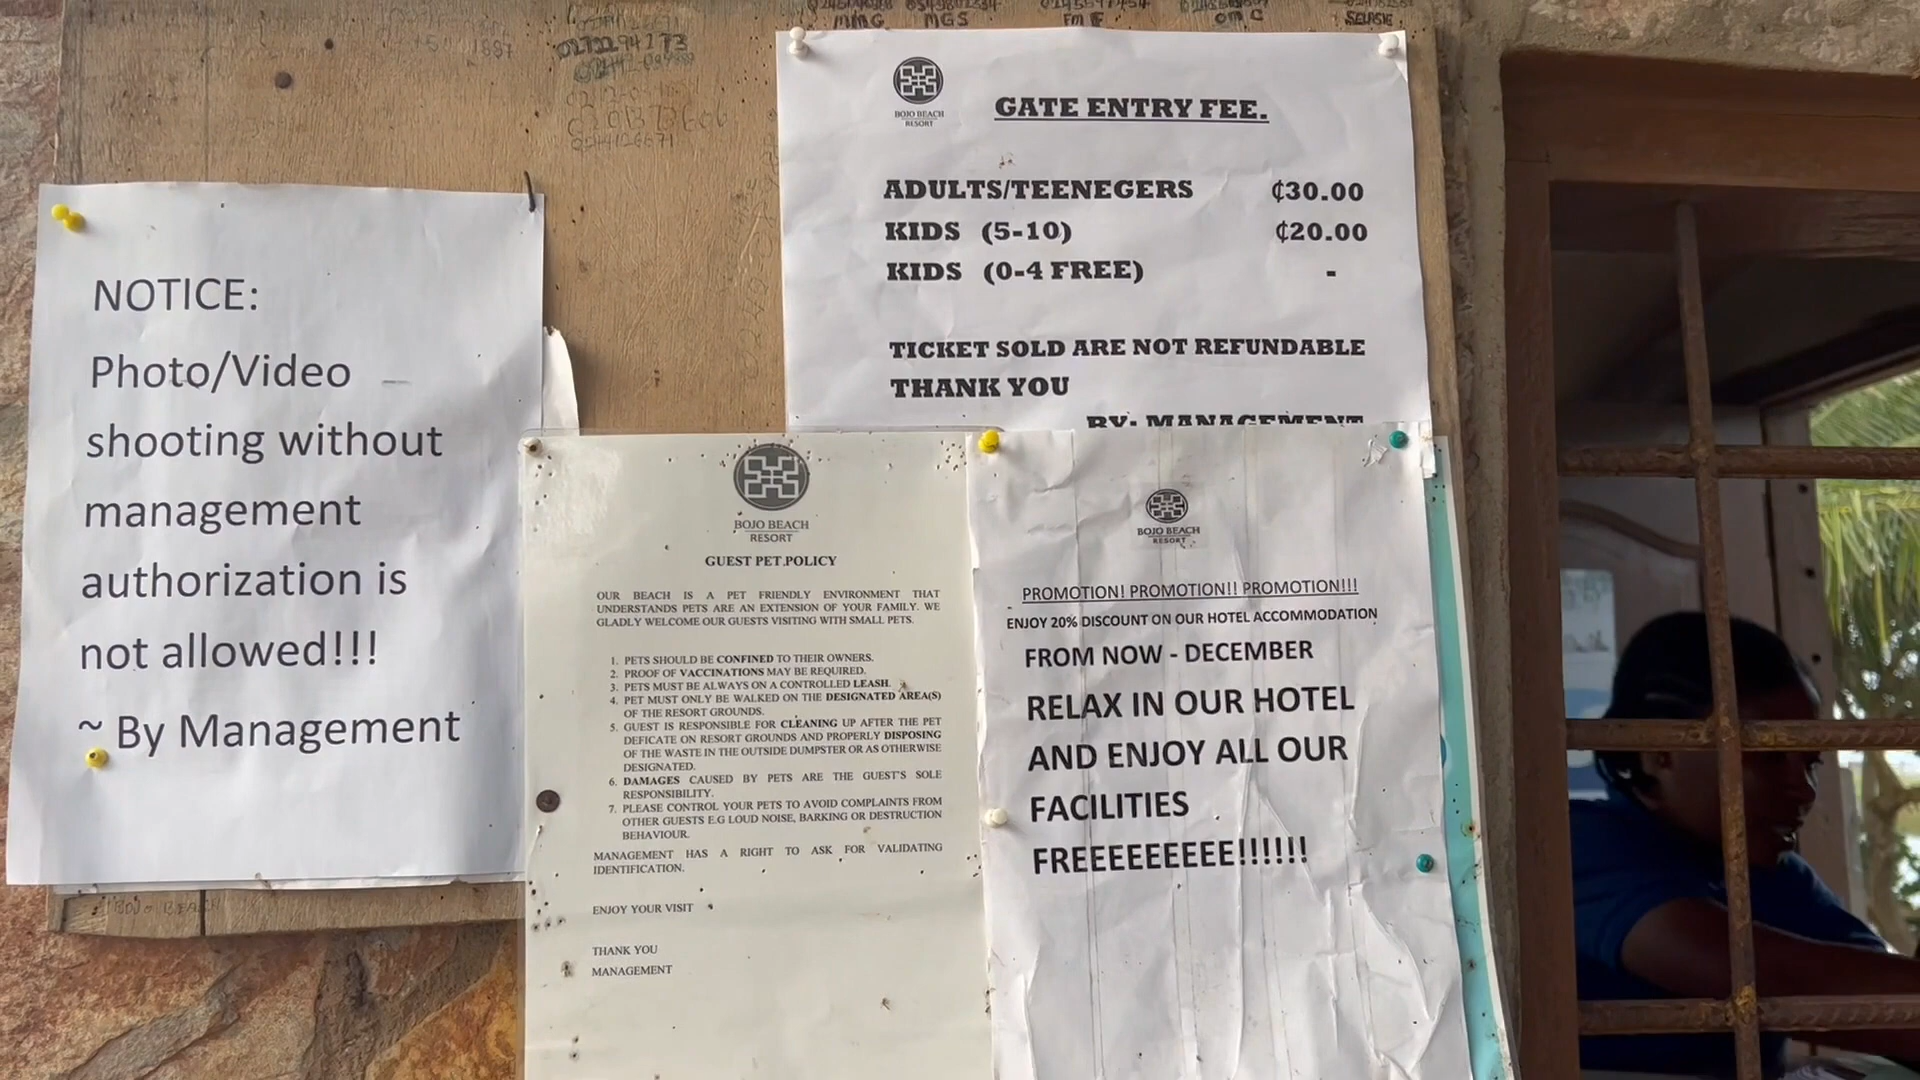 NOTICE:
Photo/Video
shooting without
management
authorization is
not allowed!!!
~ By Management
MMG MGS
SELASIE
BOJO BEACH
RESORT
GATE ENTRY FEE.
ADULTS/TEENEGERS ₵30.00
KIDS (5-10) ₵20.00
KIDS (0-4 FREE) -
TICKET SOLD ARE NOT REFUNDABLE
THANK YOU
BY: MANAGEMENT
BOJO BEACH
RESORT
GUEST PET POLICY
OUR BEACH IS A PET FRIENDLY ENVIRONMENT THAT
UNDERSTANDS PETS ARE AN EXTENSION OF YOUR FAMILY. WE
GLADLY WELCOME OUR GUESTS VISITING WITH SMALL PETS.
1. PETS SHOULD BE CONFINED TO THEIR OWNERS.
2. PROOF OF VACCINATIONS MAY BE REQUIRED.
3. PETS MUST BE ALWAYS ON A CONTROLLED LEASH.
4. PET MUST ONLY BE WALKED ON THE DESIGNATED AREA(S)
OF THE RESORT GROUNDS.
5. GUEST IS RESPONSIBLE FOR CLEANING UP AFTER THE PET
DEFICATE ON RESORT GROUNDS AND PROPERLY DISPOSING
OF THE WASTE IN THE OUTSIDE DUMPSTER OR AS OTHERWISE
DESIGNATED.
6. DAMAGES CAUSED BY PETS ARE THE GUEST'S SOLE
RESPONSIBILITY.
7. PLEASE CONTROL YOUR PETS TO AVOID COMPLAINTS FROM
OTHER GUESTS E.G LOUD NOISE, BARKING OR DESTRUCTION
BEHAVIOUR.
MANAGEMENT HAS A RIGHT TO ASK FOR VALIDATING
IDENTIFICATION.
ENJOY YOUR VISIT
THANK YOU
MANAGEMENT
BOJO BEACH
RESORT
PROMOTION! PROMOTION!! PROMOTION!!!
ENJOY 20% DISCOUNT ON OUR HOTEL ACCOMMODATION
FROM NOW - DECEMBER
RELAX IN OUR HOTEL
AND ENJOY ALL OUR
FACILITIES
FREEEEEEEEE!!!!!!
BOJO BEACH